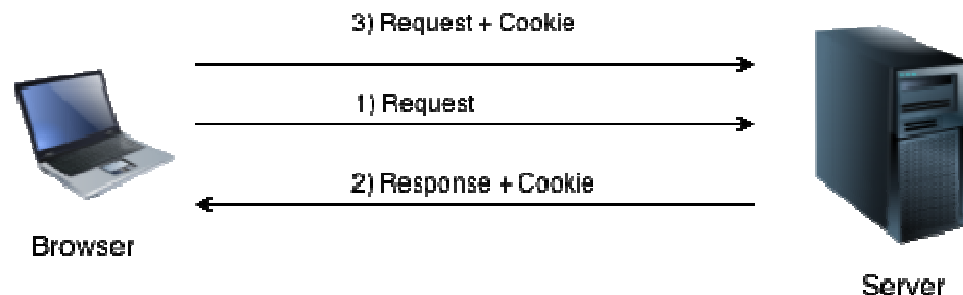 3) Request + Cookie
1) Request
2) Response + Cookie
Browser
Server